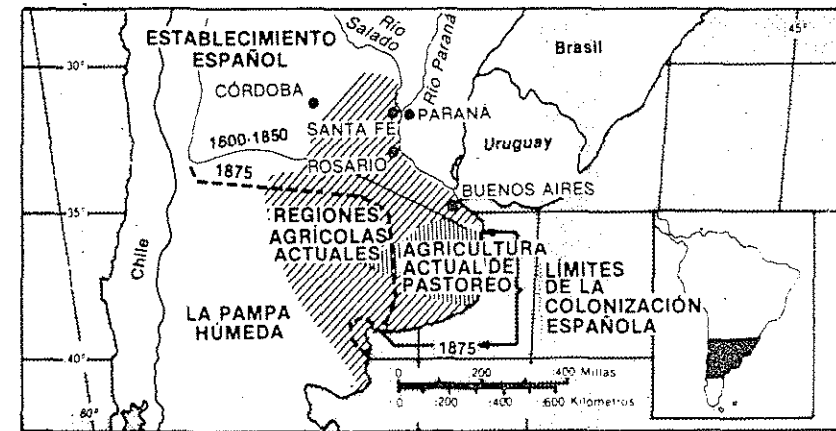 ESTABLECIMIENTO
ESPAÑOL
Río
Salado
Río Paraná
Brasil
45°
30°
CÓRDOBA
SANTA FE
PARANÁ
Uruguay
1600-1850
ROSARIO
1875
BUENOS AIRES
35°
REGIONES
AGRÍCOLAS
ACTUALES
AGRICULTURA
ACTUAL DE
PASTOREO
LÍMITES
DE LA
COLONIZACIÓN
ESPAÑOLA
Chile
LA PAMPA
HÚMEDA
1875
40°
0 200 400 Millas
0 200 400 600 Kilómetros
60°